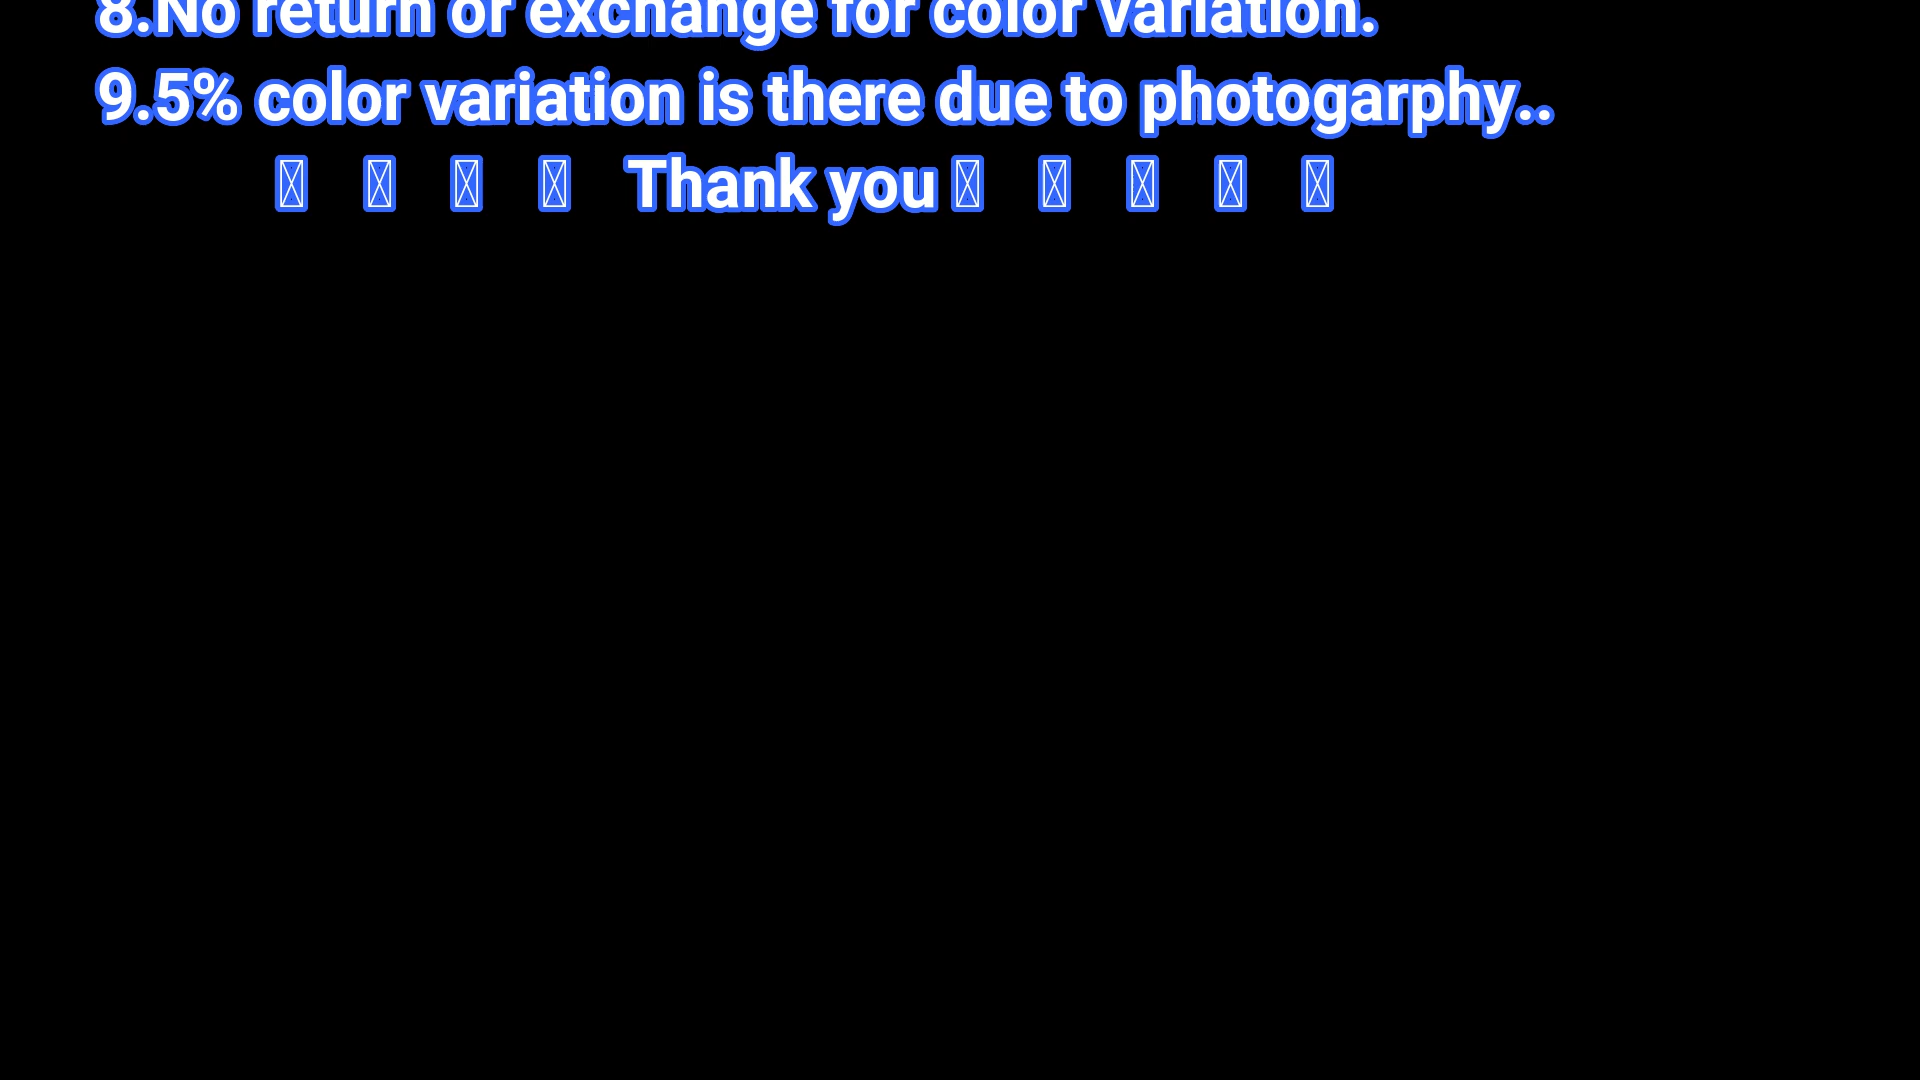 8.No return or exchange for color variation.
9.5% color variation is there due to photogarphy..
Thank you